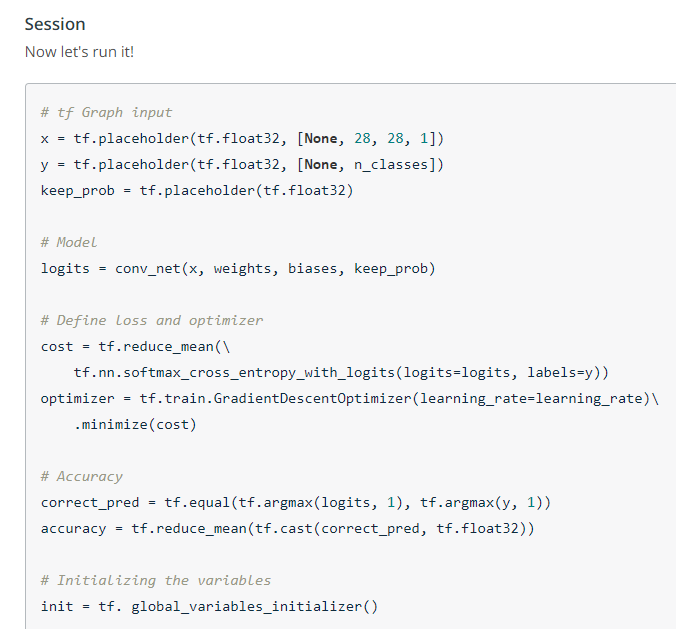 Session
Now let's run it!
# tf Graph input
x = tf.placeholder(tf.float32, [None, 28, 28, 1])
y = tf.placeholder(tf.float32, [None, n_classes])
keep_prob = tf.placeholder(tf.float32)
# Model
logits = conv_net(x, weights, biases, keep_prob)
# Define loss and optimizer
cost = tf.reduce_mean(\
    tf.nn.softmax_cross_entropy_with_logits(logits=logits, labels=y))
optimizer = tf.train.GradientDescentOptimizer(learning_rate=learning_rate)\
    .minimize(cost)
# Accuracy
correct_pred = tf.equal(tf.argmax(logits, 1), tf.argmax(y, 1))
accuracy = tf.reduce_mean(tf.cast(correct_pred, tf.float32))
# Initializing the variables
init = tf. global_variables_initializer()